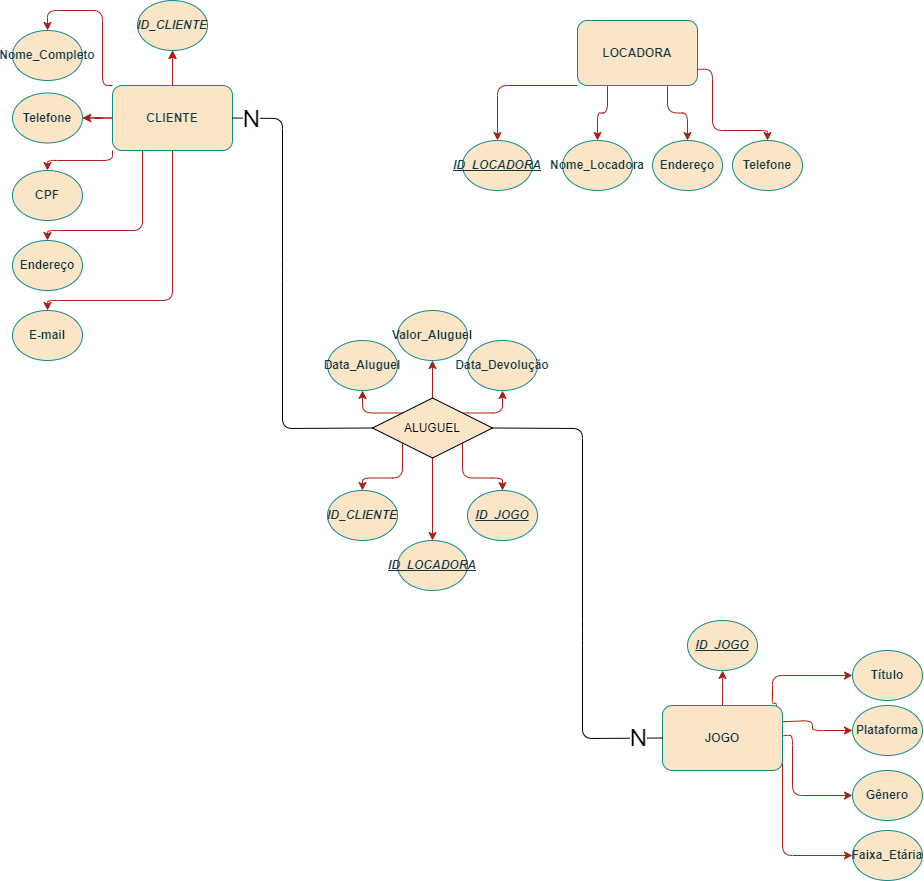 ID_CLIENTE
Nome_Completo
LOCADORA
Telefone
CLIENTE
N
ID_LOCADORA
Nome_Locadora
Endereço
Telefone
CPF
Endereço
E-mail
Valor_Aluguel
Data_Aluguel
Data_Devolução
ALUGUEL
ID_CLIENTE
ID_JOGO
ID_LOCADORA
ID_JOGO
Título
Plataforma
N
JOGO
Gênero
Faixa_Etária